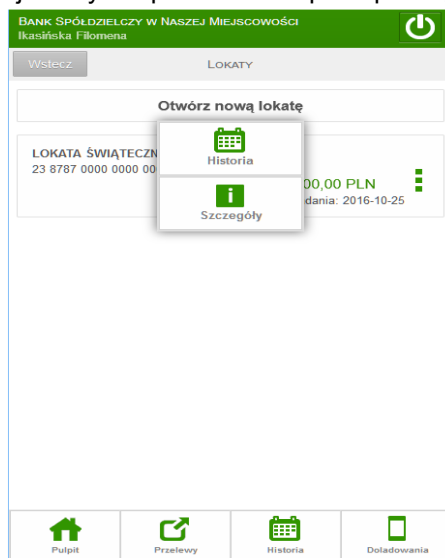 BANK SPÓŁDZIELCZY W NASZEJ MIEJSCOWOŚCI
Ikasińska Filomena
Wstecz
LOKATY
Otwórz nową lokatę
LOKATA ŚWIĄTECZN
23 8787 0000 0000 00
Historia
Szczegóły
00,00 PLN
dania: 2016-10-25
Pulpit
Przelewy
Historia
Doladowania